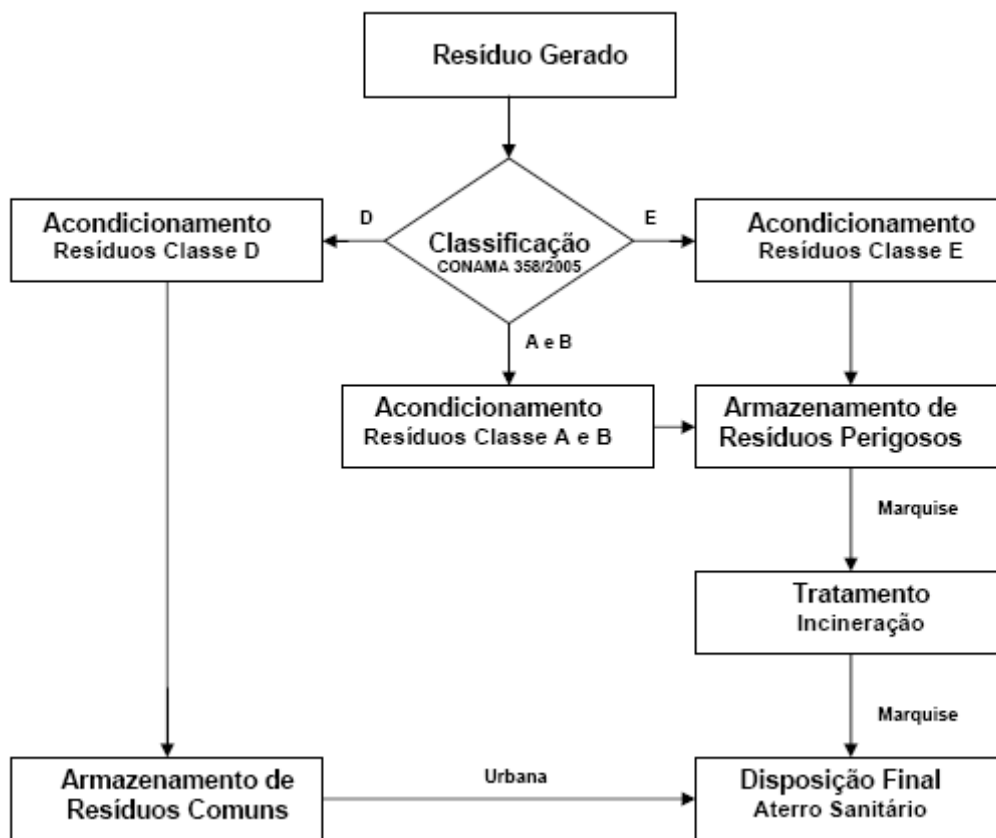 Resíduo Gerado
Acondicionamento
Resíduos Classe D
D
Classificação
CONAMA 358/2005
E
Acondicionamento
Resíduos Classe E
A e B
Acondicionamento
Resíduos Classe A e B
Armazenamento de
Resíduos Perigosos
Marquise
Tratamento
Incineração
Marquise
Armazenamento de
Resíduos Comuns
Urbana
Disposição Final
Aterro Sanitário